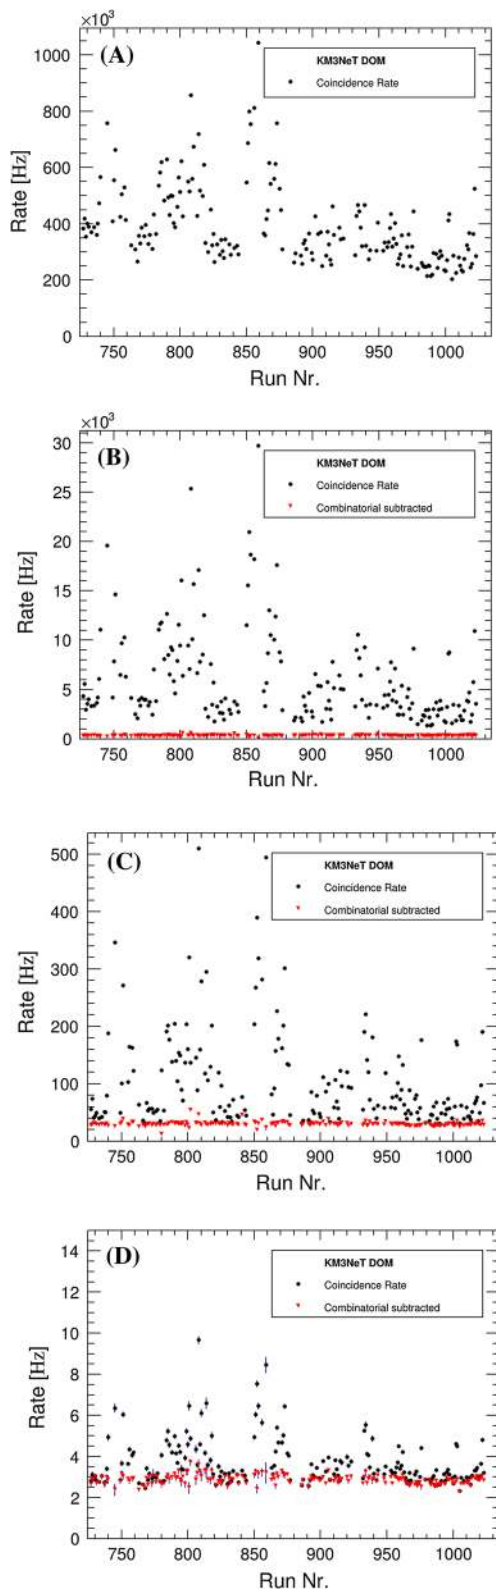 ×10³
(A)
KM3NeT DOM
Coincidence Rate
1000
800
600
400
200
0
Rate [Hz]
750 800 850 900 950 1000
Run Nr.
×10³
(B)
KM3NeT DOM
Coincidence Rate
Combinatorial subtracted
30
25
20
15
10
5
0
Rate [Hz]
750 800 850 900 950 1000
Run Nr.
(C)
KM3NeT DOM
Coincidence Rate
Combinatorial subtracted
500
400
300
200
100
0
Rate [Hz]
750 800 850 900 950 1000
Run Nr.
(D)
KM3NeT DOM
Coincidence Rate
Combinatorial subtracted
14
12
10
8
6
4
2
0
Rate [Hz]
750 800 850 900 950 1000
Run Nr.